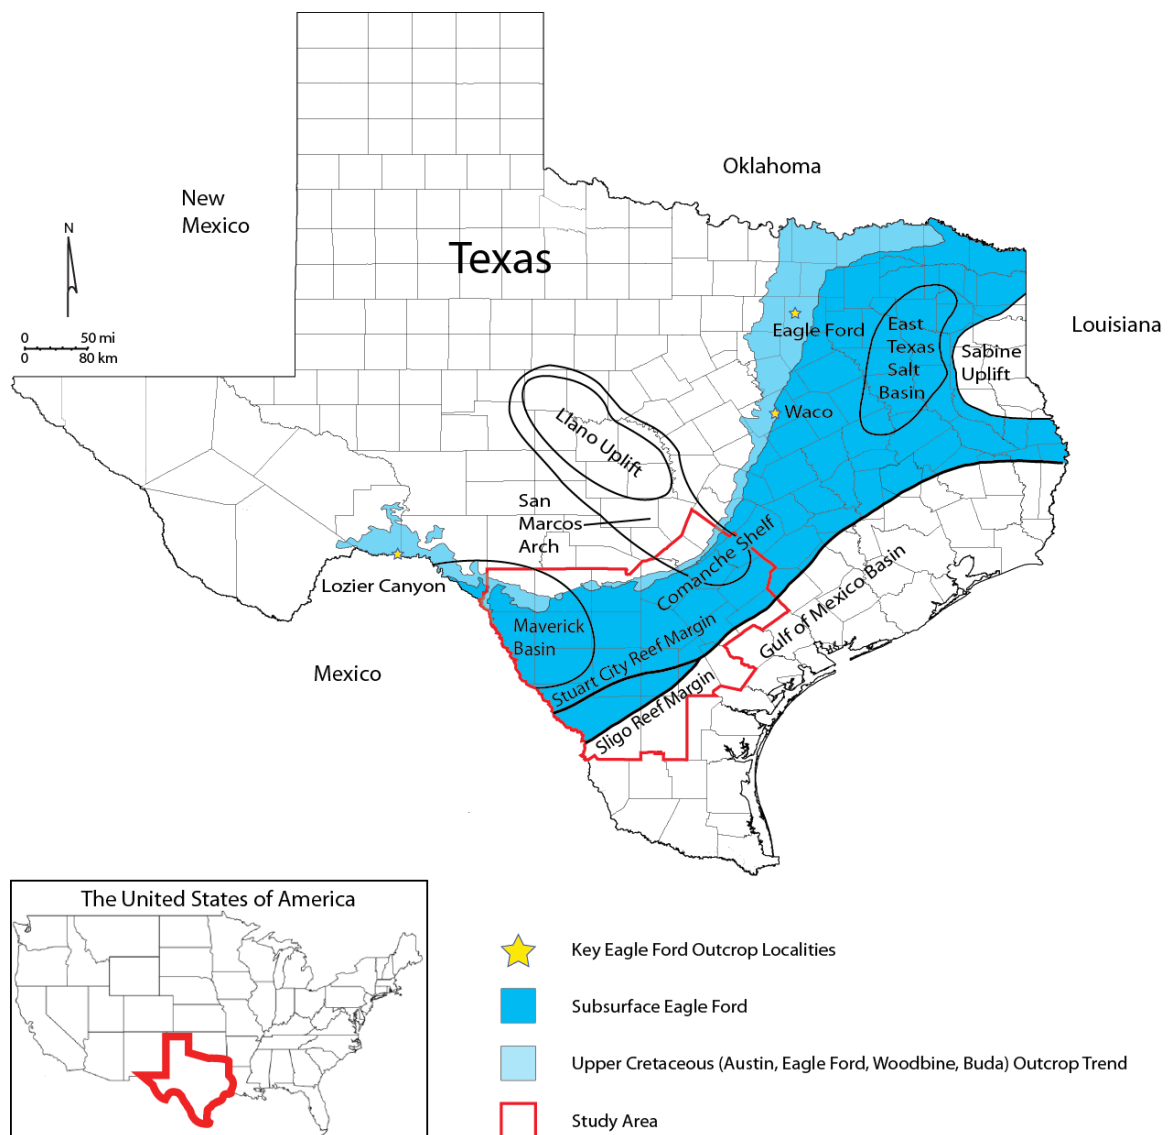 Oklahoma
New
Mexico
N
Texas
0 50 mi
0 80 km
Louisiana
Eagle Ford
East
Texas
Salt
Basin
Sabine
Uplift
Waco
Llano Uplift
San
Marcos
Arch
Comanche Shelf
Lozier Canyon
Maverick
Basin
Stuart City Reef Margin
Gulf of Mexico Basin
Sligo Reef Margin
Mexico
The United States of America
Key Eagle Ford Outcrop Localities
Subsurface Eagle Ford
Upper Cretaceous (Austin, Eagle Ford, Woodbine, Buda) Outcrop Trend
Study Area